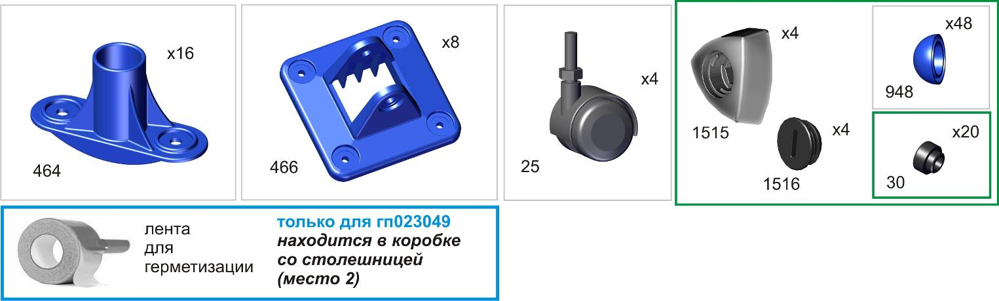 x16
464
x8
466
x4
25
x4
1515
x4
1516
x48
948
x20
30
лента
для
герметизации
только для гп023049
находится в коробке
со столешницей
(место 2)